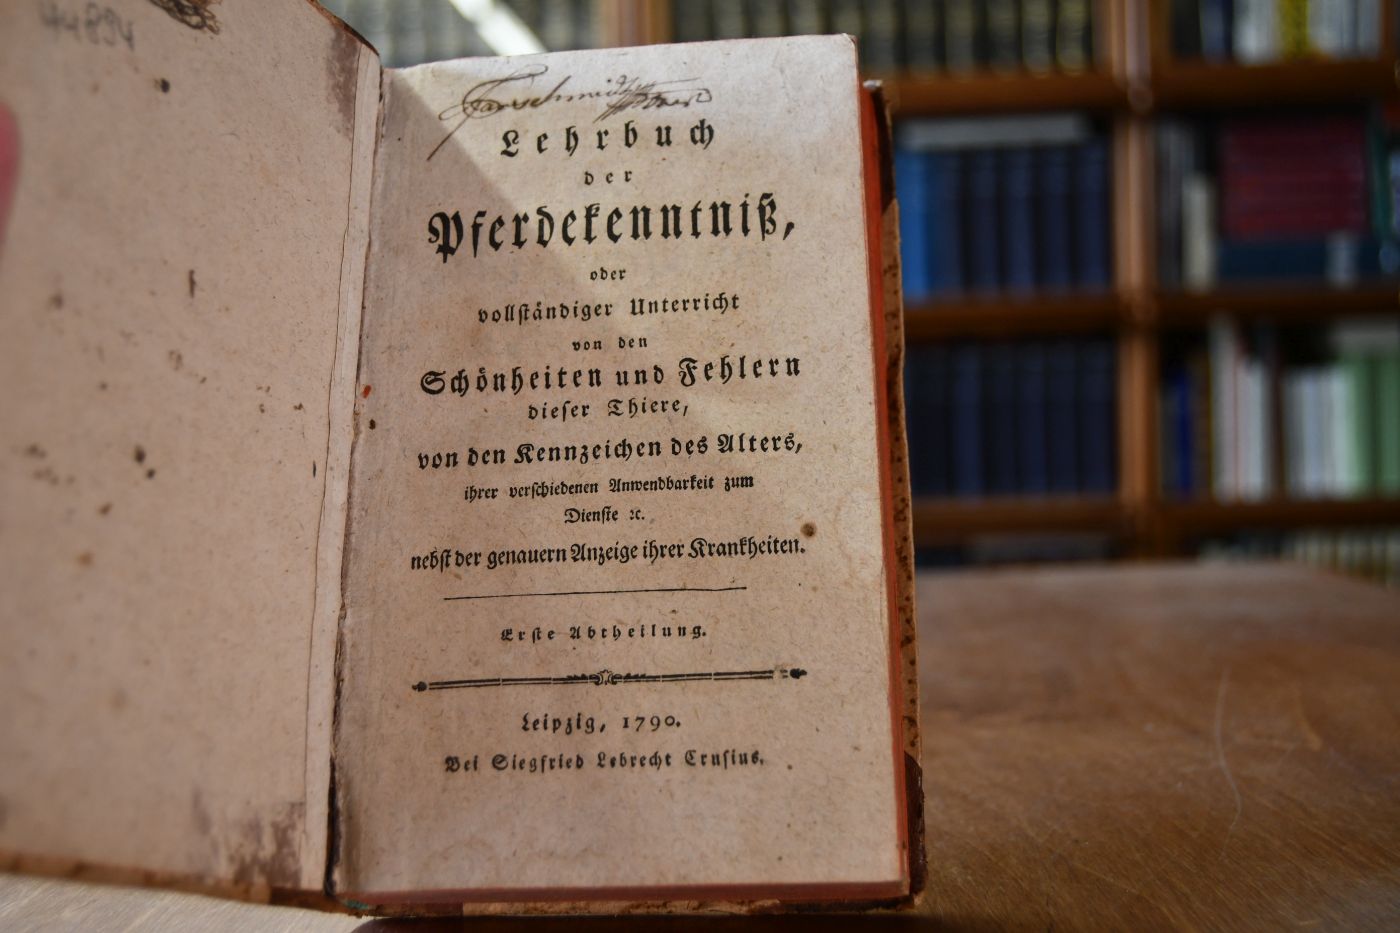 44894
Lehrbuch
der
Pferdekenntniß,
oder
vollständiger Unterricht
von den
Schönheiten und Fehlern
dieser Thiere,
von den Kennzeichen des Alters,
ihrer verschiedenen Anwendbarkeit zum
Dienste ꝛc.
nebst der genauern Anzeige ihrer Krankheiten.
Erste Abtheilung.
Leipzig, 1790.
Bei Siegfried Lebrecht Crusius.